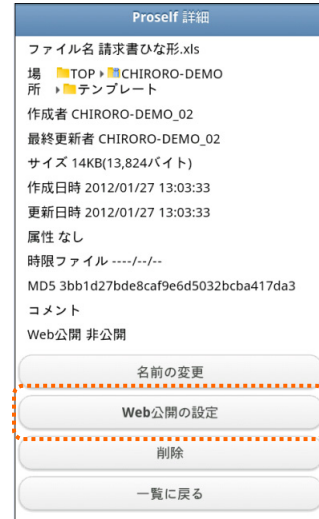 Proself 詳細
ファイル名 請求書ひな形.xls
場 TOP CHIRORO-DEMO
所 テンプレート
作成者 CHIRORO-DEMO_02
最終更新者 CHIRORO-DEMO_02
サイズ 14KB(13,824バイト)
作成日時 2012/01/27 13:03:33
更新日時 2012/01/27 13:03:33
属性 なし
時限ファイル ----/--/--
MD5 3bb1d27bde8caf9e6d5032bcba417da3
コメント
Web公開 非公開
名前の変更
Web公開の設定
削除
一覧に戻る